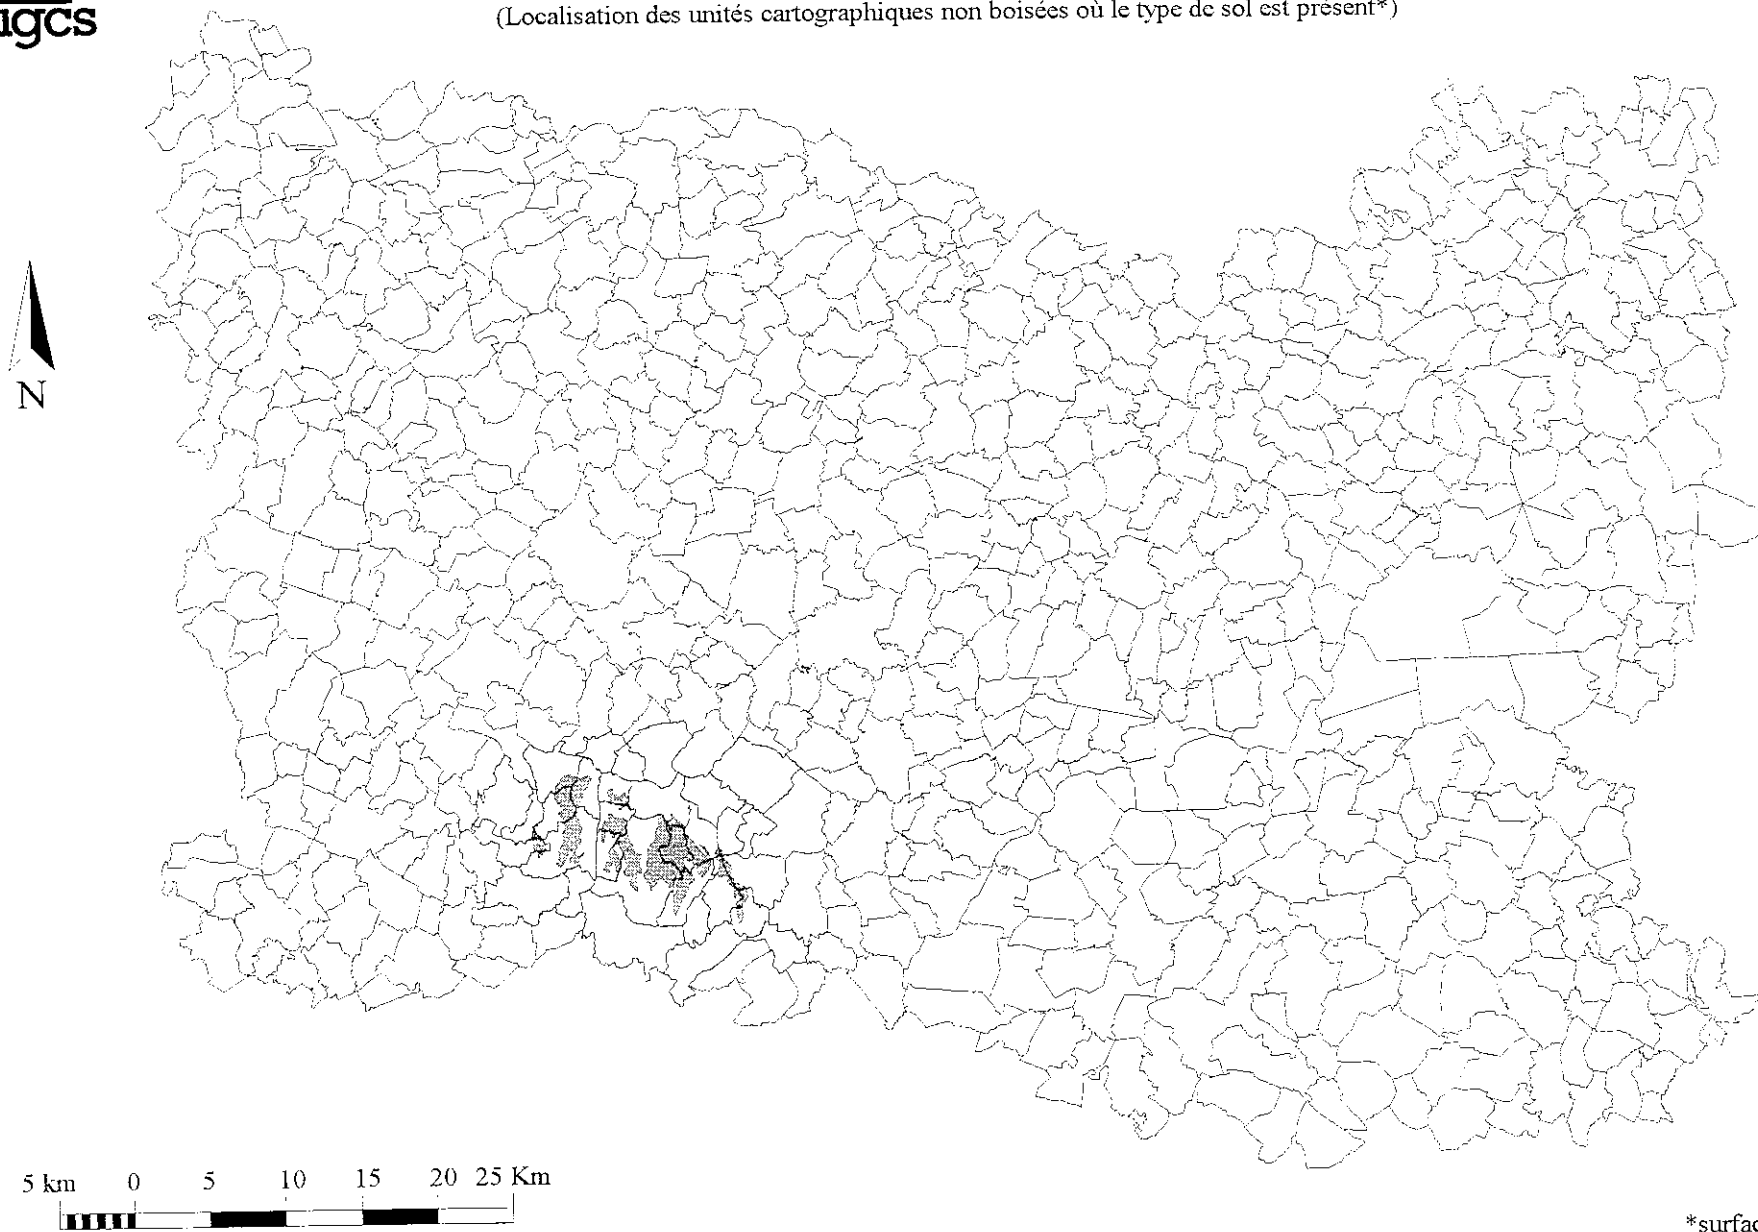 igcs
(Localisation des unités cartographiques non boisées où le type de sol est présent*)
N
5 km 0 5 10 15 20 25 Km